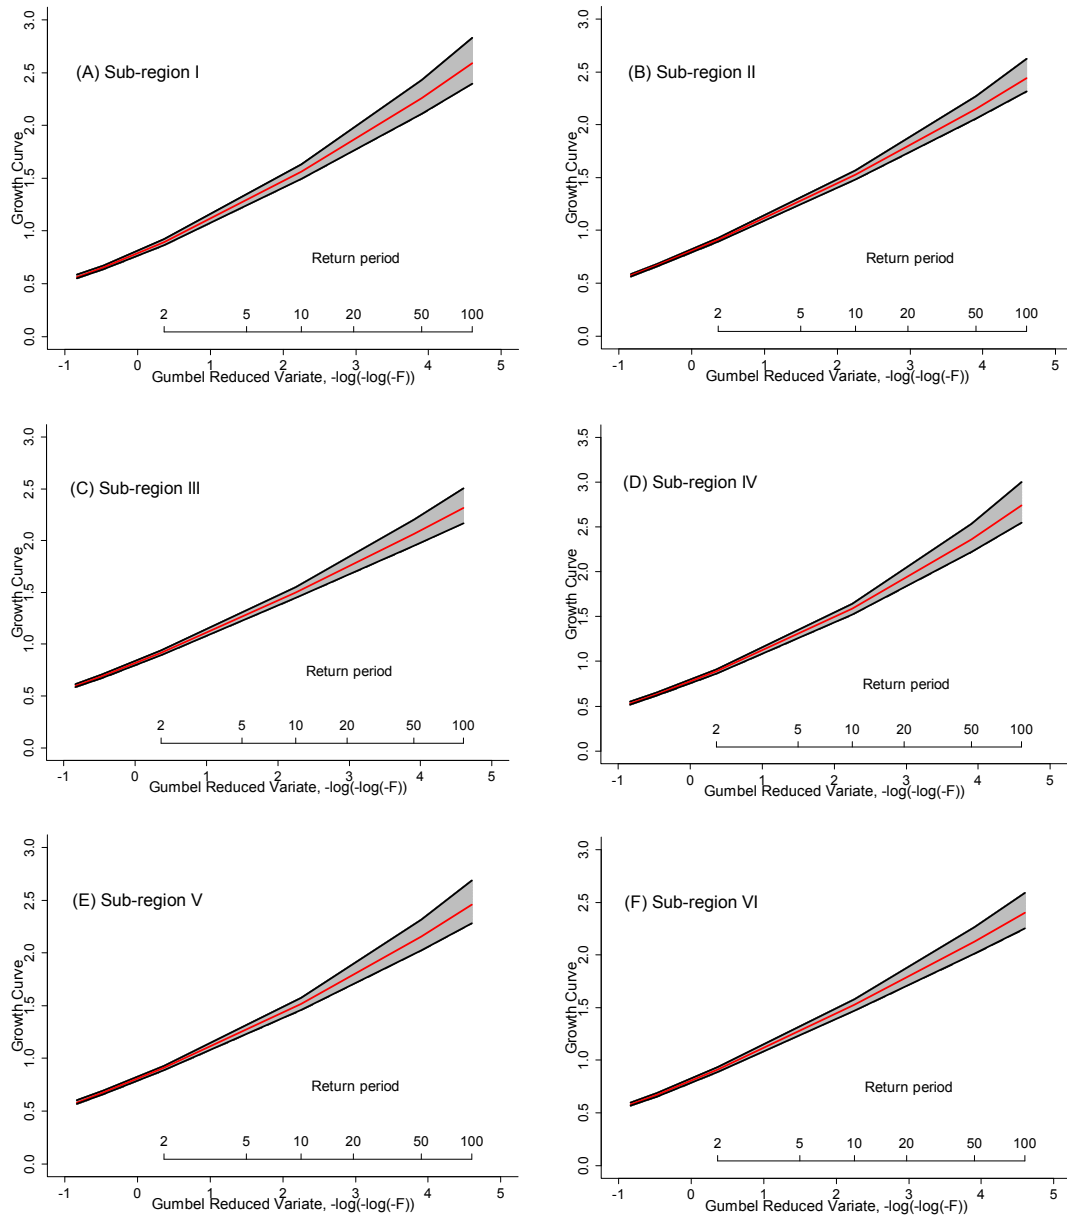 (A) Sub-region I
Growth Curve
3.0
2.5
2.0
1.5
1.0
0.5
0.0
Return period
2 5 10 20 50 100
-1 0 1 2 3 4 5
Gumbel Reduced Variate, -log(-log(-F))
(B) Sub-region II
Growth Curve
3.0
2.5
2.0
1.5
1.0
0.5
0.0
Return period
2 5 10 20 50 100
-1 0 1 2 3 4 5
Gumbel Reduced Variate, -log(-log(-F))
(C) Sub-region III
Growth Curve
3.0
2.5
2.0
1.5
1.0
0.5
0.0
Return period
2 5 10 20 50 100
-1 0 1 2 3 4 5
Gumbel Reduced Variate, -log(-log(-F))
(D) Sub-region IV
Growth Curve
3.5
3.0
2.5
2.0
1.5
1.0
0.5
0.0
Return period
2 5 10 20 50 100
-1 0 1 2 3 4 5
Gumbel Reduced Variate, -log(-log(-F))
(E) Sub-region V
Growth Curve
3.0
2.5
2.0
1.5
1.0
0.5
0.0
Return period
2 5 10 20 50 100
-1 0 1 2 3 4 5
Gumbel Reduced Variate, -log(-log(-F))
(F) Sub-region VI
Growth Curve
3.0
2.5
2.0
1.5
1.0
0.5
0.0
Return period
2 5 10 20 50 100
-1 0 1 2 3 4 5
Gumbel Reduced Variate, -log(-log(-F))